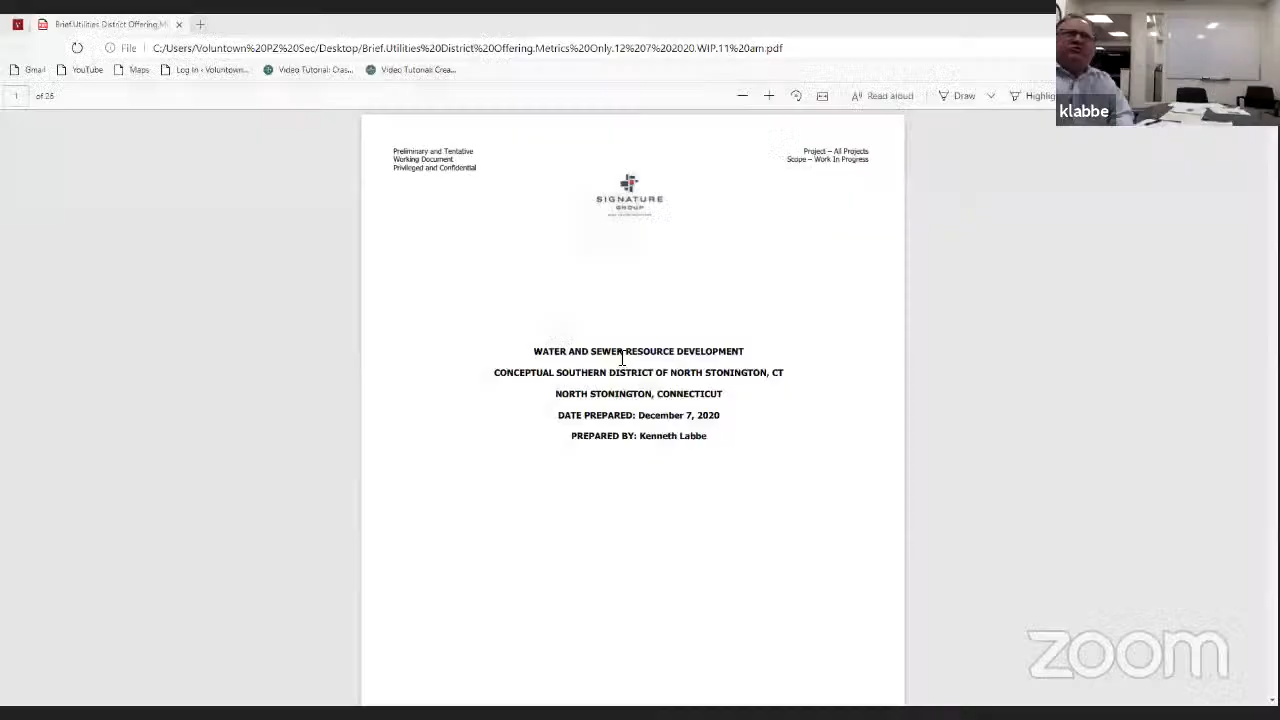 Brief.Utilities District Offering.M
File C:/Users/Voluntown%20PZ%20Sec/Desktop/Brief.Utilities%20District%20Offering.Metrics%20Only.12%207%202020.WIP.11%20am.pdf
Gmail YouTube Maps Log In - Voluntown... Video Tutorial: Cras... Video Tutorial: Crea...
1 of 25 Read aloud Draw Highlig
klabbe
Preliminary and Tentative
Working Document
Privileged and Confidential
Project – All Projects
Scope – Work In Progress
SIGNATURE
GROUP
WATER AND SEWER RESOURCE DEVELOPMENT
CONCEPTUAL SOUTHERN DISTRICT OF NORTH STONINGTON, CT
NORTH STONINGTON, CONNECTICUT
DATE PREPARED: December 7, 2020
PREPARED BY: Kenneth Labbe
zoom